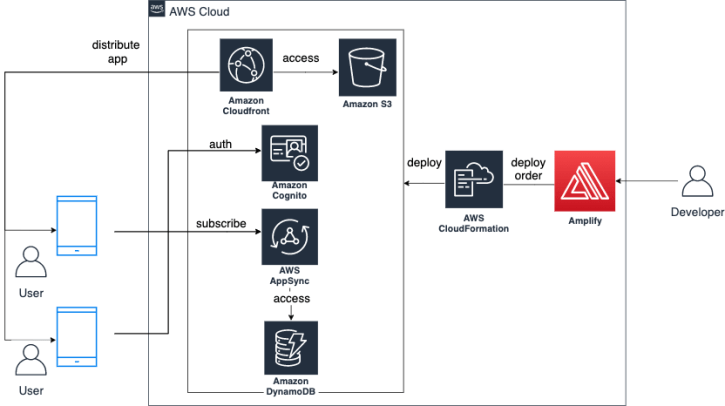 aws
AWS Cloud
distribute
app
access
Amazon
Cloudfront
Amazon S3
auth
Amazon
Cognito
deploy
deploy
order
AWS
CloudFormation
Amplify
Developer
subscribe
AWS
AppSync
User
access
Amazon
DynamoDB
User